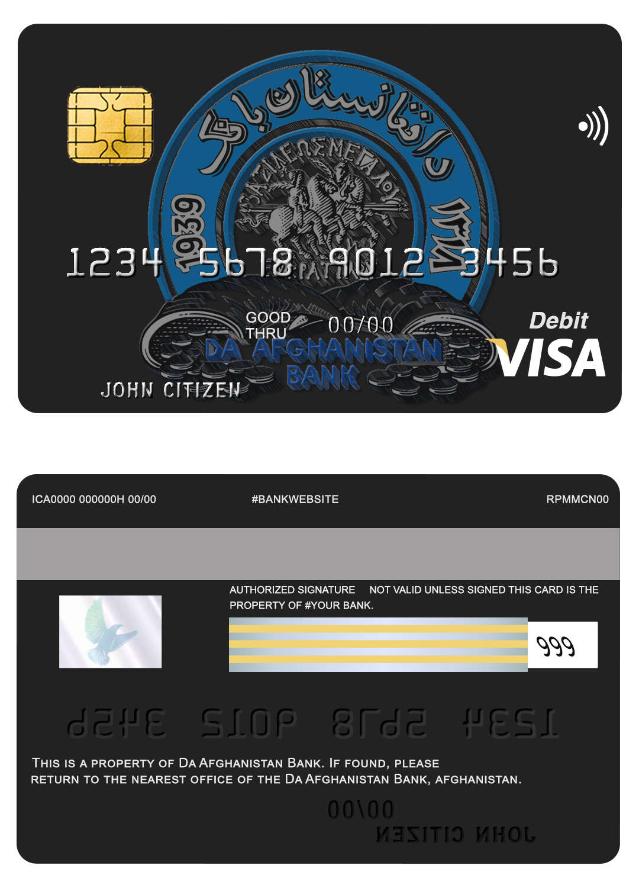 دافغانستان بانک
1939 ١٣١٨
ΒΑΣΙΛΕΩΣ ΜΕΓΑΛΟΥ
1234 5678 9012 3456
GOOD
THRU 00/00
DA AFGHANISTAN
BANK
Debit
VISA
JOHN CITIZEN
ICA0000 000000H 00/00 #BANKWEBSITE RPMMCN00
AUTHORIZED SIGNATURE NOT VALID UNLESS SIGNED THIS CARD IS THE
PROPERTY OF #YOUR BANK.
999
1234 5678 9012 3456
THIS IS A PROPERTY OF DA AFGHANISTAN BANK. IF FOUND, PLEASE
RETURN TO THE NEAREST OFFICE OF THE DA AFGHANISTAN BANK, AFGHANISTAN.
00/00
JOHN CITIZEN